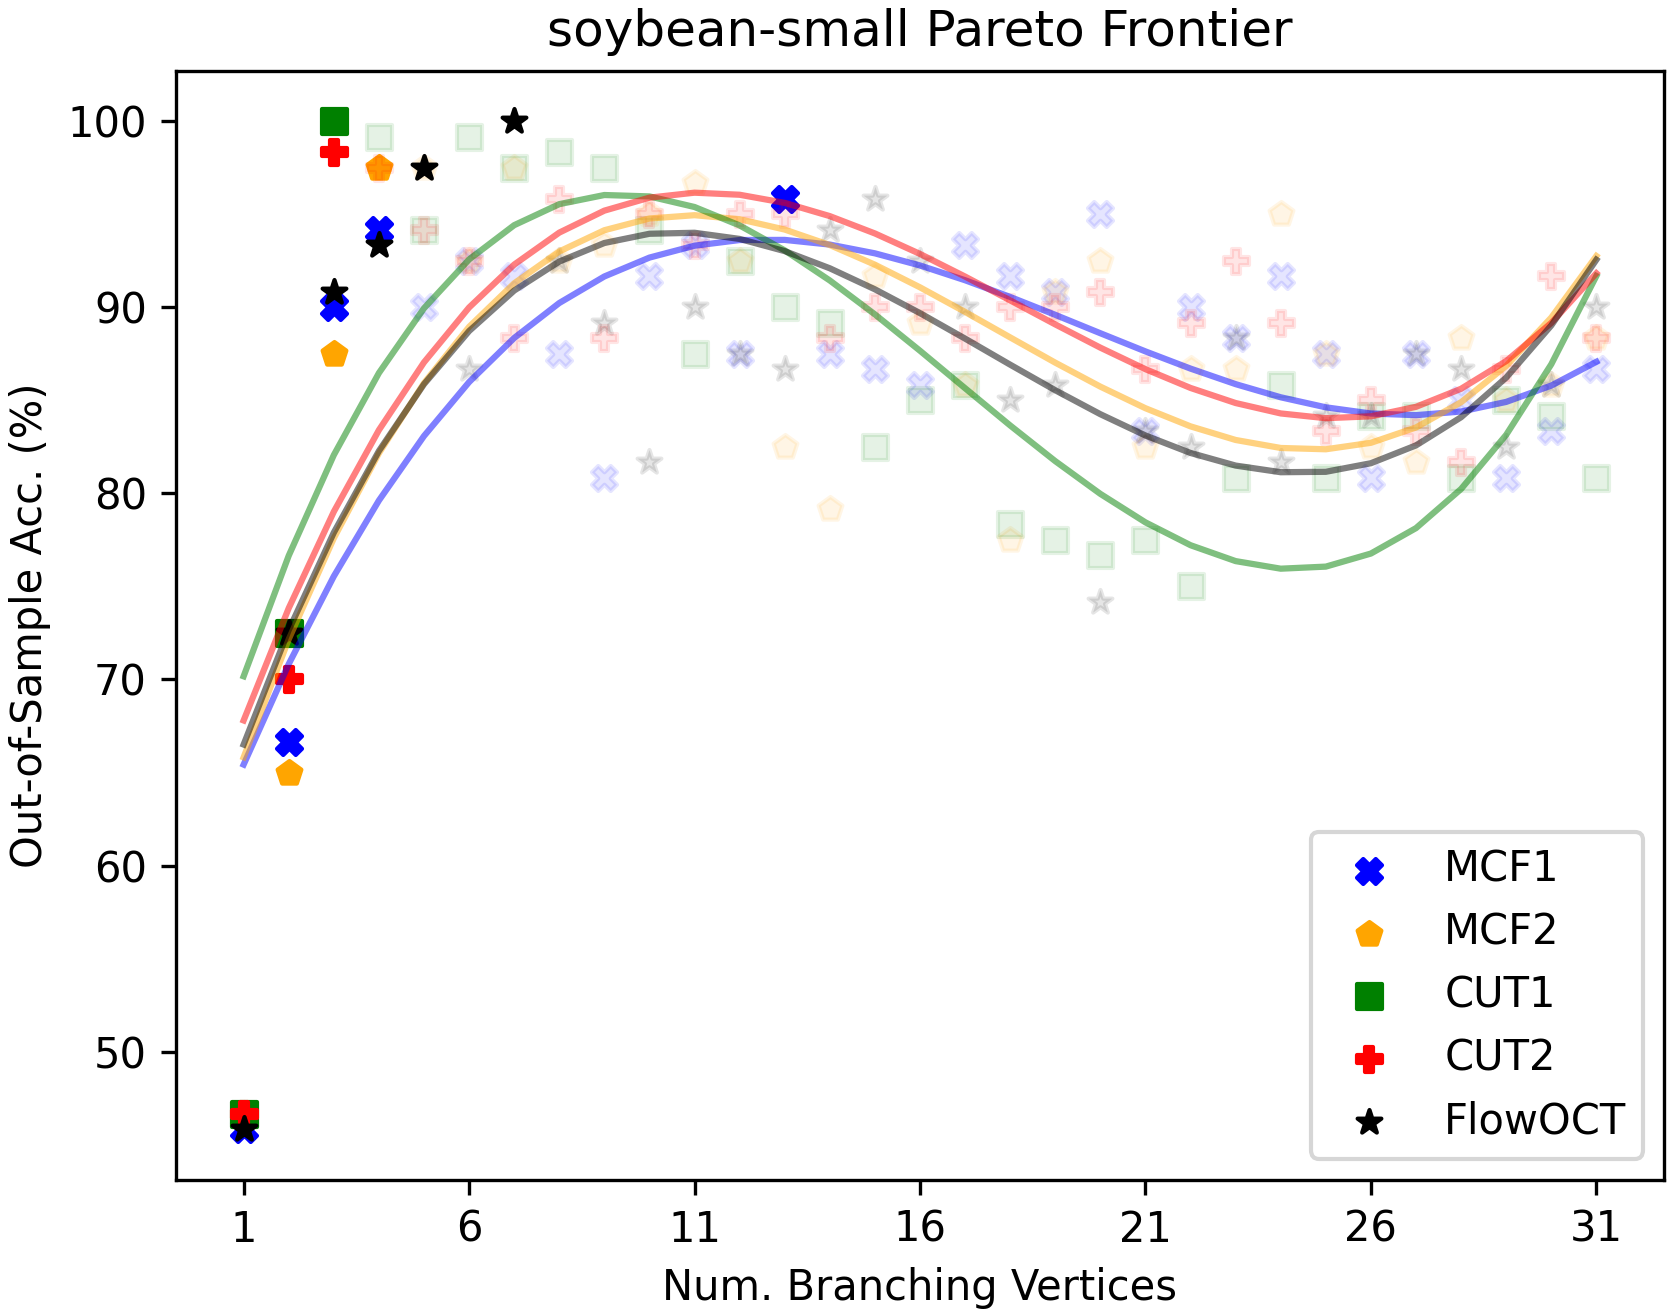 soybean-small Pareto Frontier
Out-of-Sample Acc. (%)
100
90
80
70
60
50
1 6 11 16 21 26 31
Num. Branching Vertices
MCF1
MCF2
CUT1
CUT2
FlowOCT